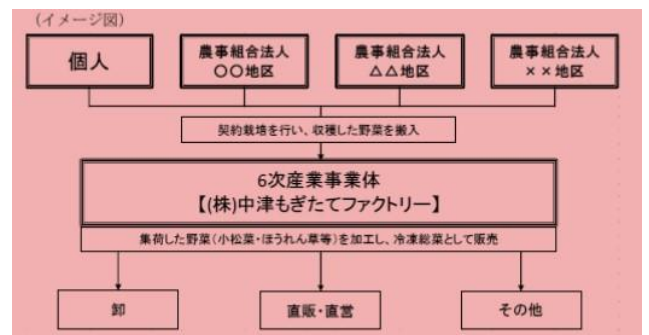 (イメージ図)
個人
農事組合法人
〇〇地区
農事組合法人
△△地区
農事組合法人
××地区
契約栽培を行い、収穫した野菜を搬入
6次産業事業体
【(株)中津もぎたてファクトリー】
集荷した野菜(小松菜・ほうれん草等)を加工し、冷凍総菜として販売
卸
直販・直営
その他